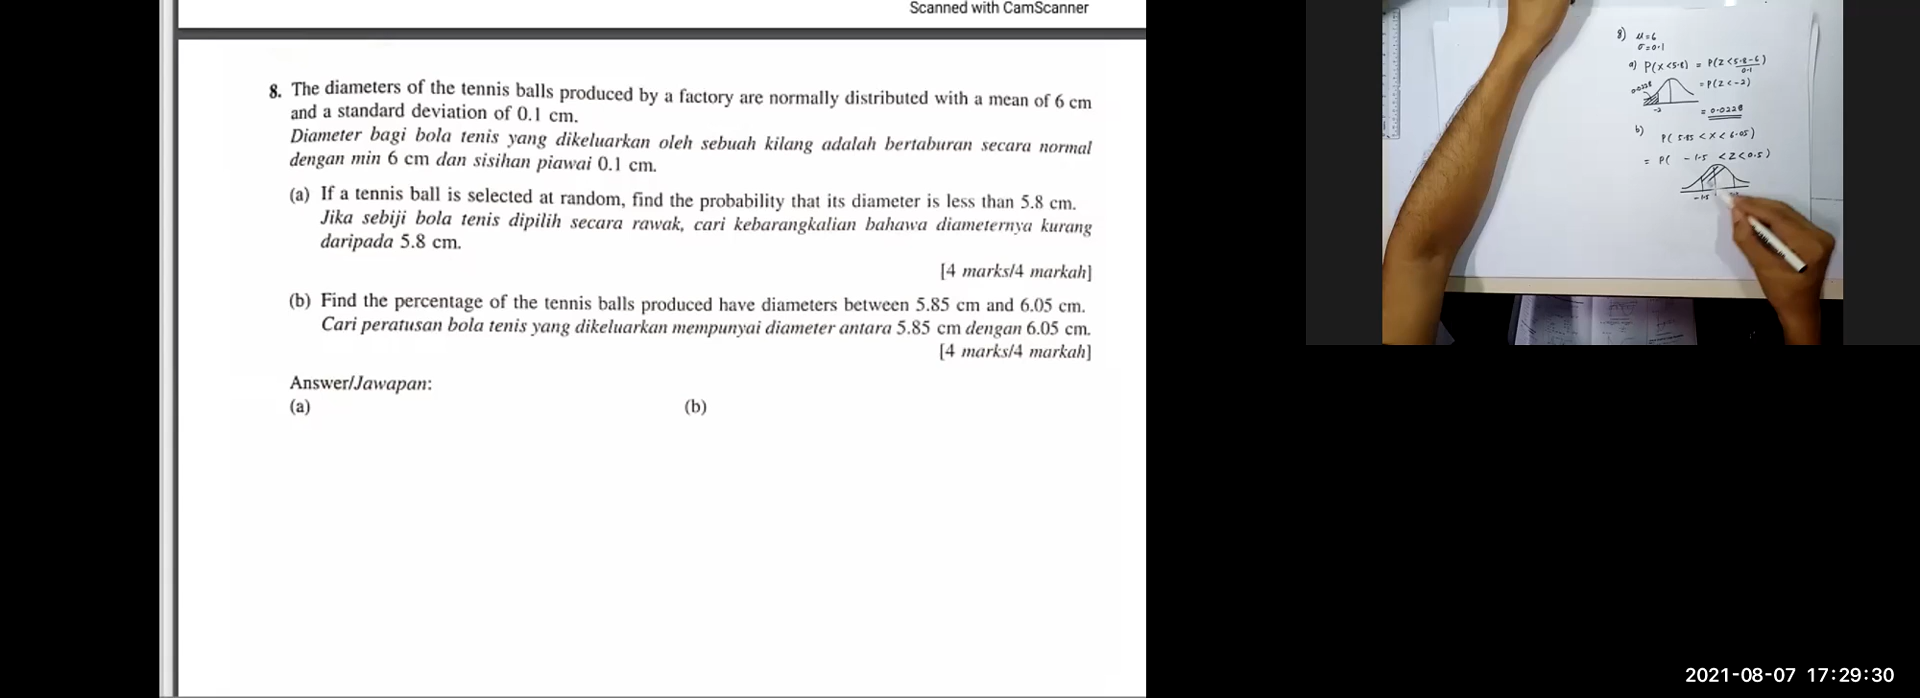 Scanned with CamScanner
8. The diameters of the tennis balls produced by a factory are normally distributed with a mean of 6 cm
and a standard deviation of 0.1 cm.
Diameter bagi bola tenis yang dikeluarkan oleh sebuah kilang adalah bertaburan secara normal
dengan min 6 cm dan sisihan piawai 0.1 cm.
(a) If a tennis ball is selected at random, find the probability that its diameter is less than 5.8 cm.
Jika sebiji bola tenis dipilih secara rawak, cari kebarangkalian bahawa diameternya kurang
daripada 5.8 cm.
[4 marks/4 markah]
(b) Find the percentage of the tennis balls produced have diameters between 5.85 cm and 6.05 cm.
Cari peratusan bola tenis yang dikeluarkan mempunyai diameter antara 5.85 cm dengan 6.05 cm.
[4 marks/4 markah]
Answer/Jawapan:
(a) (b)
8) μ=6
σ=0.1
a) P(X<5.8) = P(Z<5.8-6/0.1)
= P(Z<-2)
0.0228
-2
= 0.0228
b) P(5.85<X<6.05)
= P( -1.5 <Z<0.5)
-1.5
2021-08-07 17:29:30